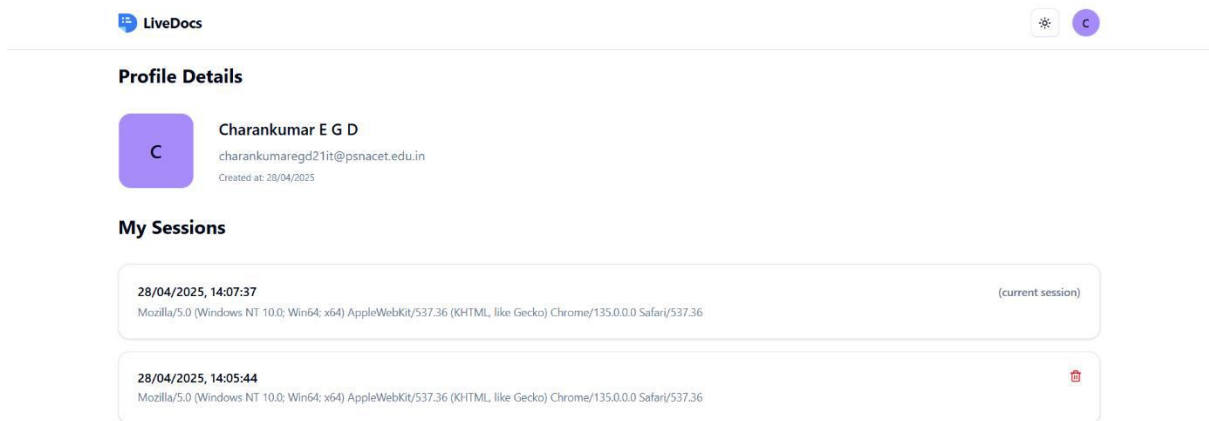 LiveDocs
C
Profile Details
C
Charankumar E G D
charankumaregd21it@psnacet.edu.in
Created at: 28/04/2025
My Sessions
28/04/2025, 14:07:37
(current session)
Mozilla/5.0 (Windows NT 10.0; Win64; x64) AppleWebKit/537.36 (KHTML, like Gecko) Chrome/135.0.0.0 Safari/537.36
28/04/2025, 14:05:44
Mozilla/5.0 (Windows NT 10.0; Win64; x64) AppleWebKit/537.36 (KHTML, like Gecko) Chrome/135.0.0.0 Safari/537.36